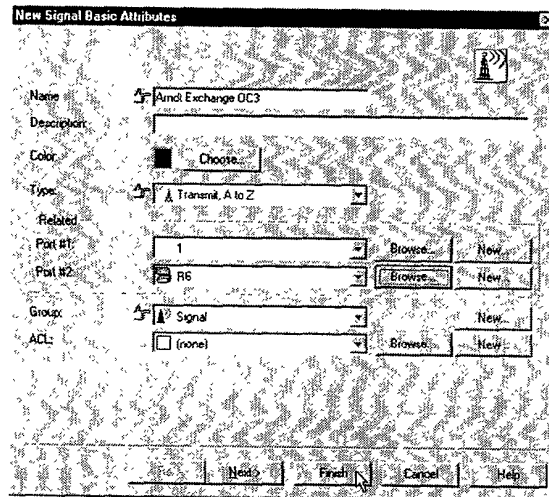 New Signal Basic Attributes
Name Arndt Exchange OC3
Description:
Color: Choose...
Type: Transmit, A to Z
Related
Port #1: 1 Browse... New...
Port #2: R6 Browse... New...
Group: Signal New...
ACL: (none) Browse... New...
Next > Finish Cancel Help